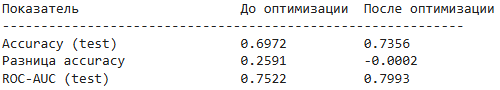 Показатель До оптимизации После оптимизации
------------------------------------------------------------
Accuracy (test) 0.6972 0.7356
Разница accuracy 0.2591 -0.0002
ROC-AUC (test) 0.7522 0.7993